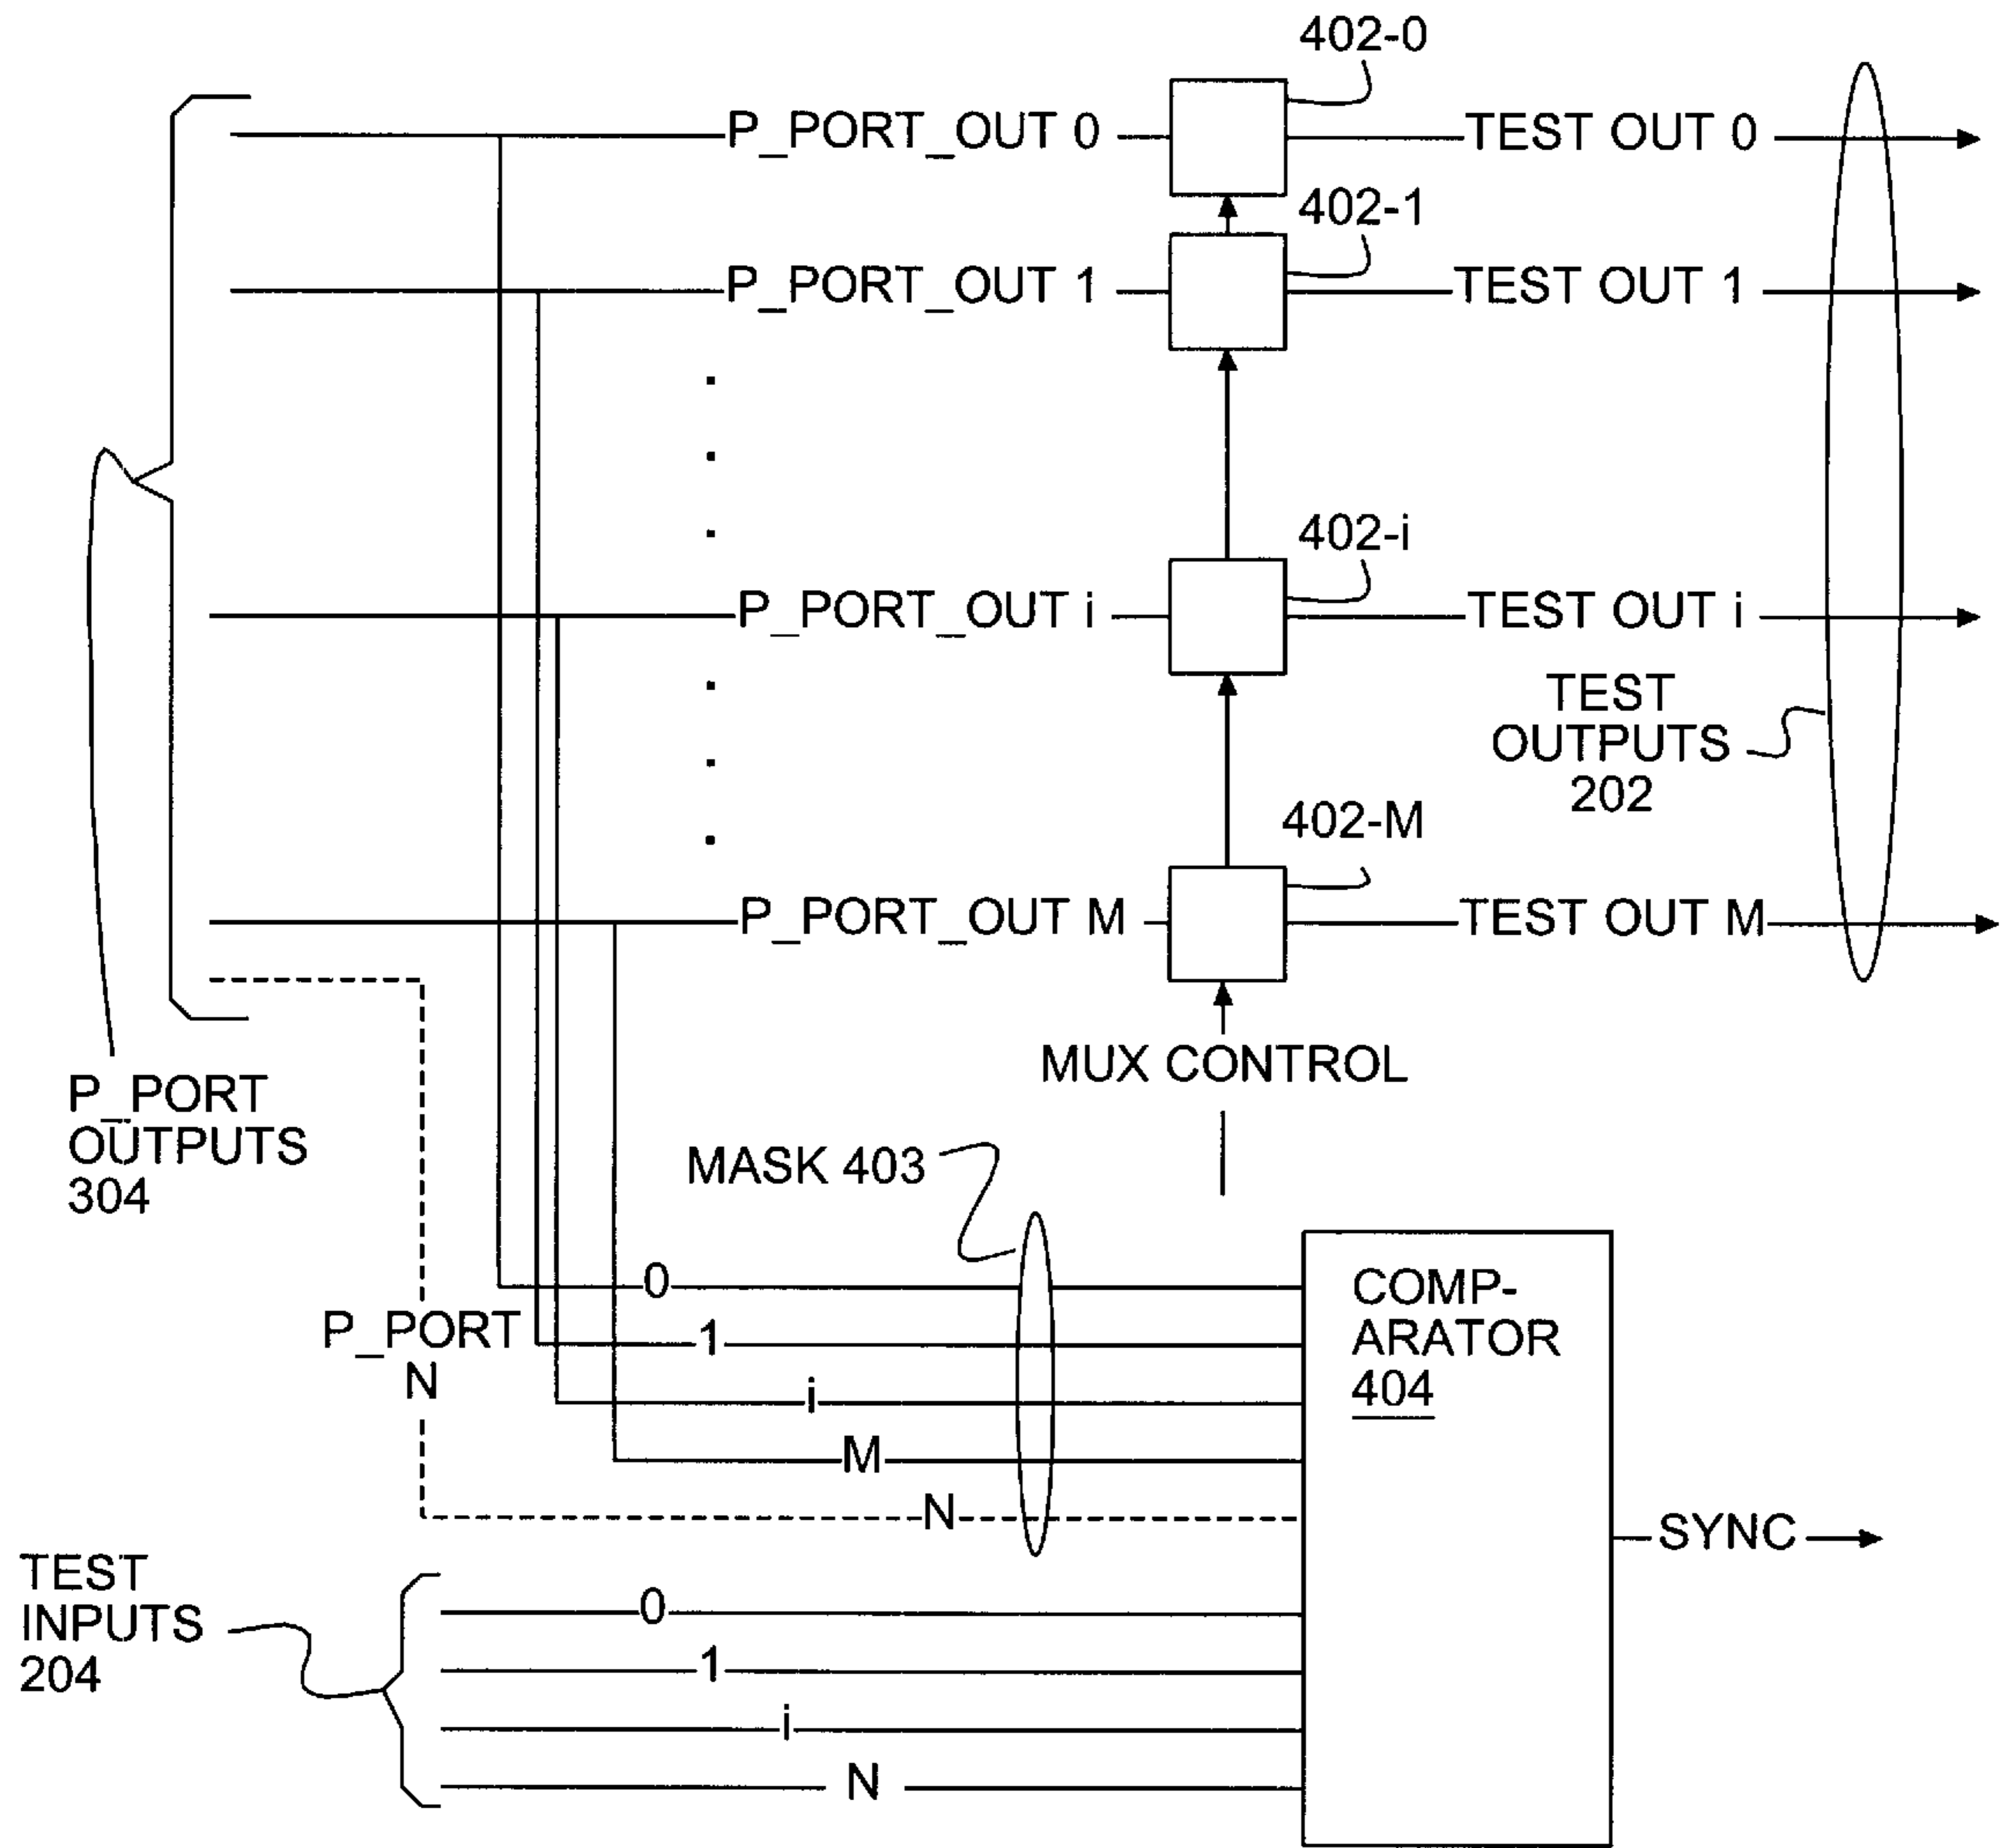 402-0
P_PORT_OUT 0
TEST OUT 0
402-1
P_PORT_OUT 1
TEST OUT 1
402-i
P_PORT_OUT i
TEST OUT i
TEST
OUTPUTS
202
402-M
P_PORT_OUT M
TEST OUT M
MUX CONTROL
P_PORT
OUTPUTS
304
MASK 403
0
P_PORT
N
1
i
M
N
COMP-
ARATOR
404
SYNC
TEST
INPUTS
204
0
1
i
N